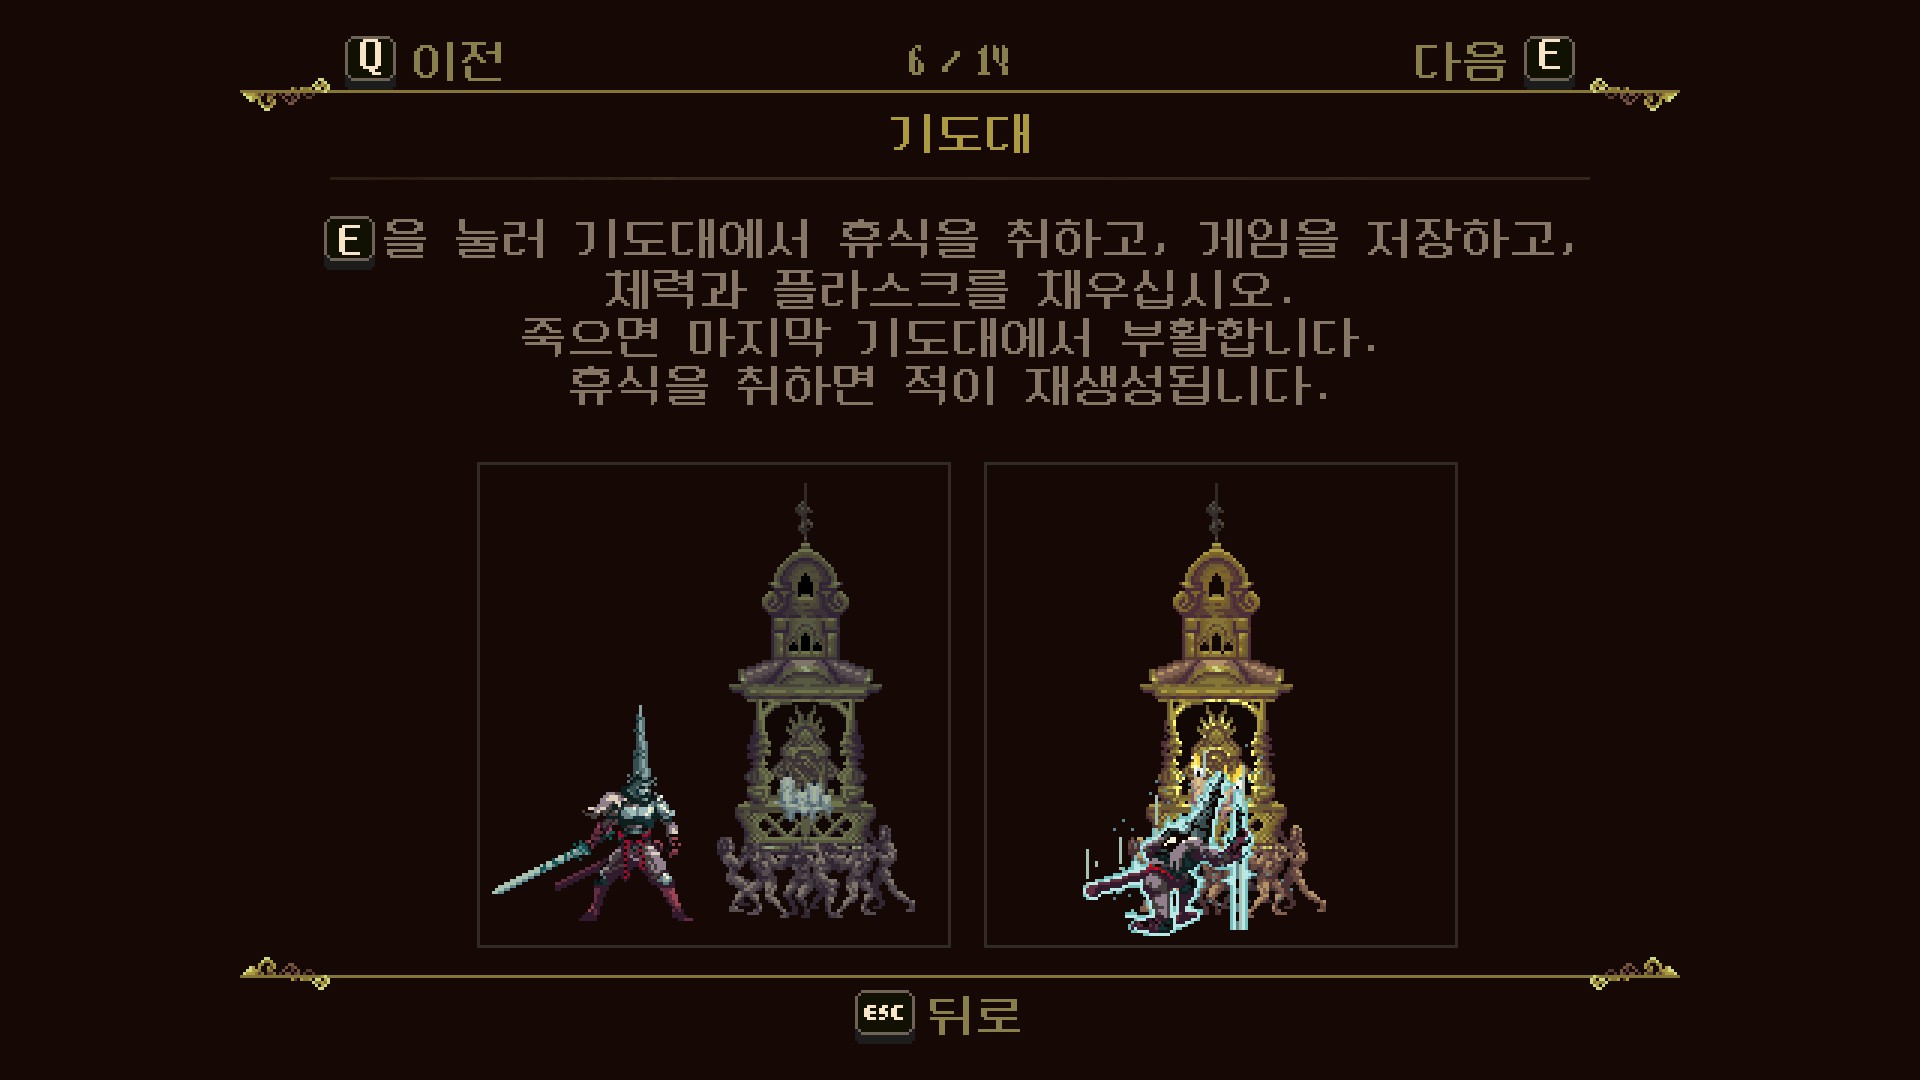 Q 이전 6 / 14 다음 E
기도대
E을 눌러 기도대에서 휴식을 취하고, 게임을 저장하고,
체력과 플라스크를 채우십시오.
죽으면 마지막 기도대에서 부활합니다.
휴식을 취하면 적이 재생성됩니다.
ESC 뒤로